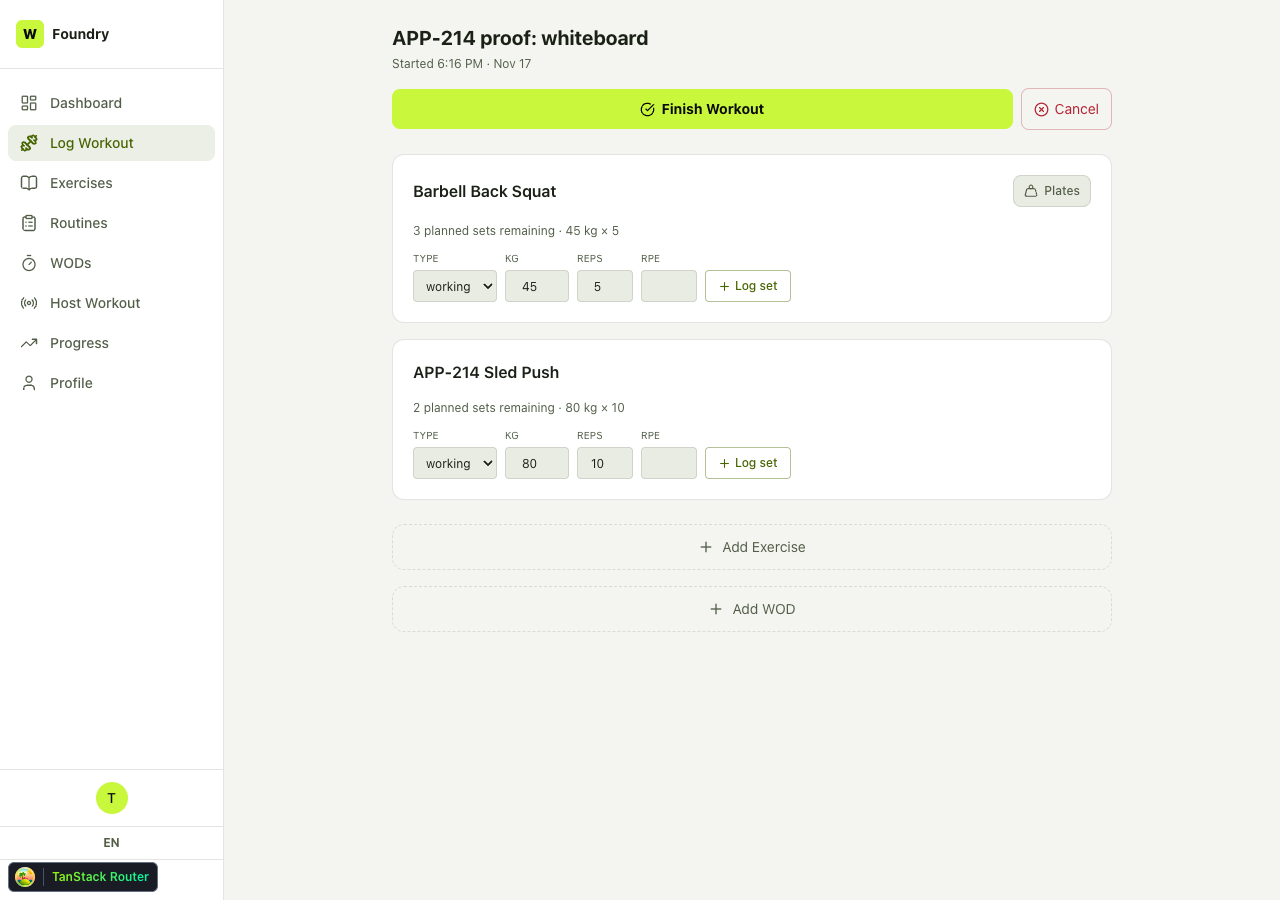 W Foundry
Dashboard
Log Workout
Exercises
Routines
WODs
Host Workout
Progress
Profile
T
EN
TanStack Router
APP-214 proof: whiteboard
Started 6:16 PM · Nov 17
Finish Workout
Cancel
Barbell Back Squat
Plates
3 planned sets remaining · 45 kg × 5
TYPE KG REPS RPE
working 45 5 + Log set
APP-214 Sled Push
2 planned sets remaining · 80 kg × 10
TYPE KG REPS RPE
working 80 10 + Log set
+ Add Exercise
+ Add WOD